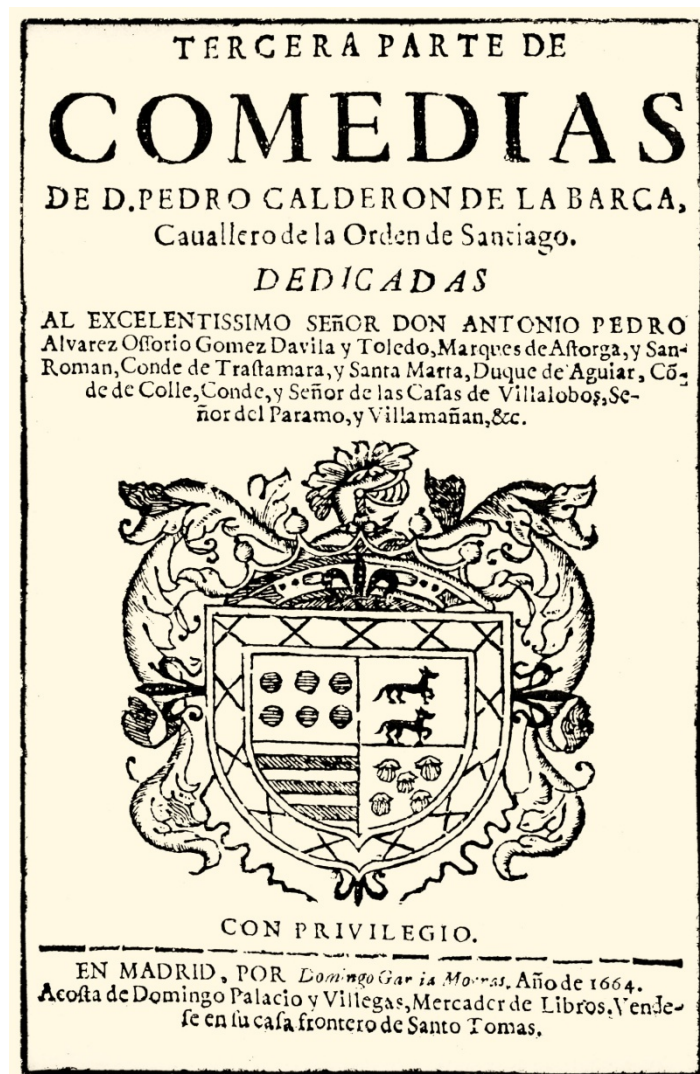 TERCERA PARTE DE
COMEDIAS
DE D.PEDRO CALDERON DE LA BARCA,
Cauallero de la Orden de Santiago.
DEDICADAS
AL EXCELENTISSIMO SEñOR DON ANTONIO PEDRO
Alvarez Oſſorio Gomez Davila y Toledo, Marques de Aſtorga, y San-
Roman, Conde de Traſtamara, y Santa Marta, Duque de Aguiar, Cō-
de de Colle, Conde, y Señor de las Caſas de Villalobos, Se-
ñor del Paramo, y Villamañan, &c.
CON PRIVILEGIO.
EN MADRID, POR Domingo Gar ia Morras. Año de 1664.
Acoſta de Domingo Palacio y Villegas, Mercader de Libros. Vende-
ſe en ſu caſa frontero de Santo Tomas.